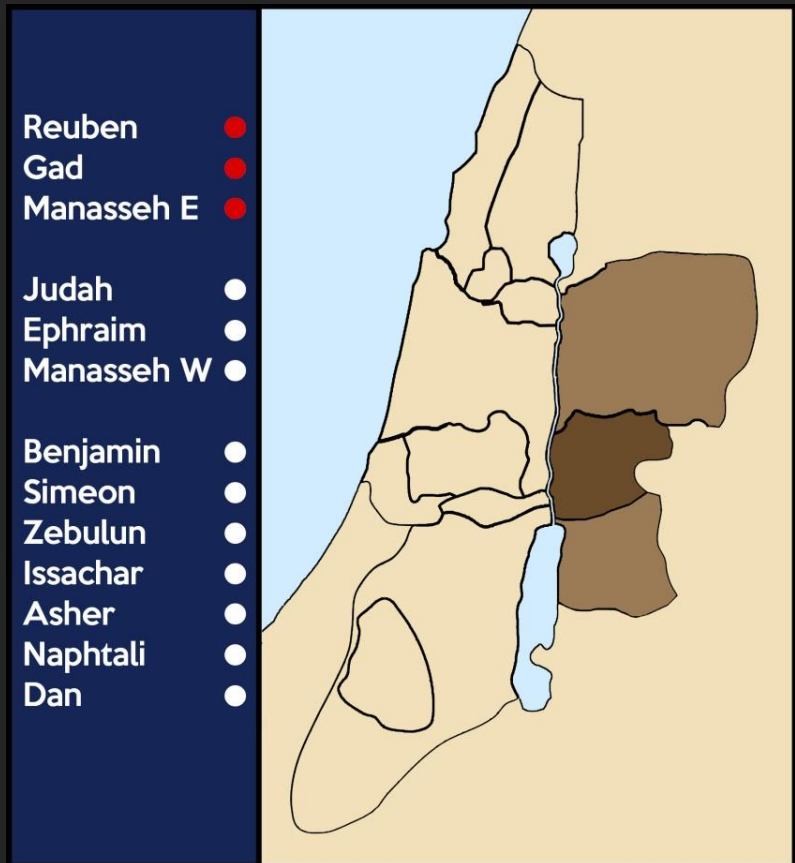 Reuben
Gad
Manasseh E
Judah
Ephraim
Manasseh W
Benjamin
Simeon
Zebulun
Issachar
Asher
Naphtali
Dan